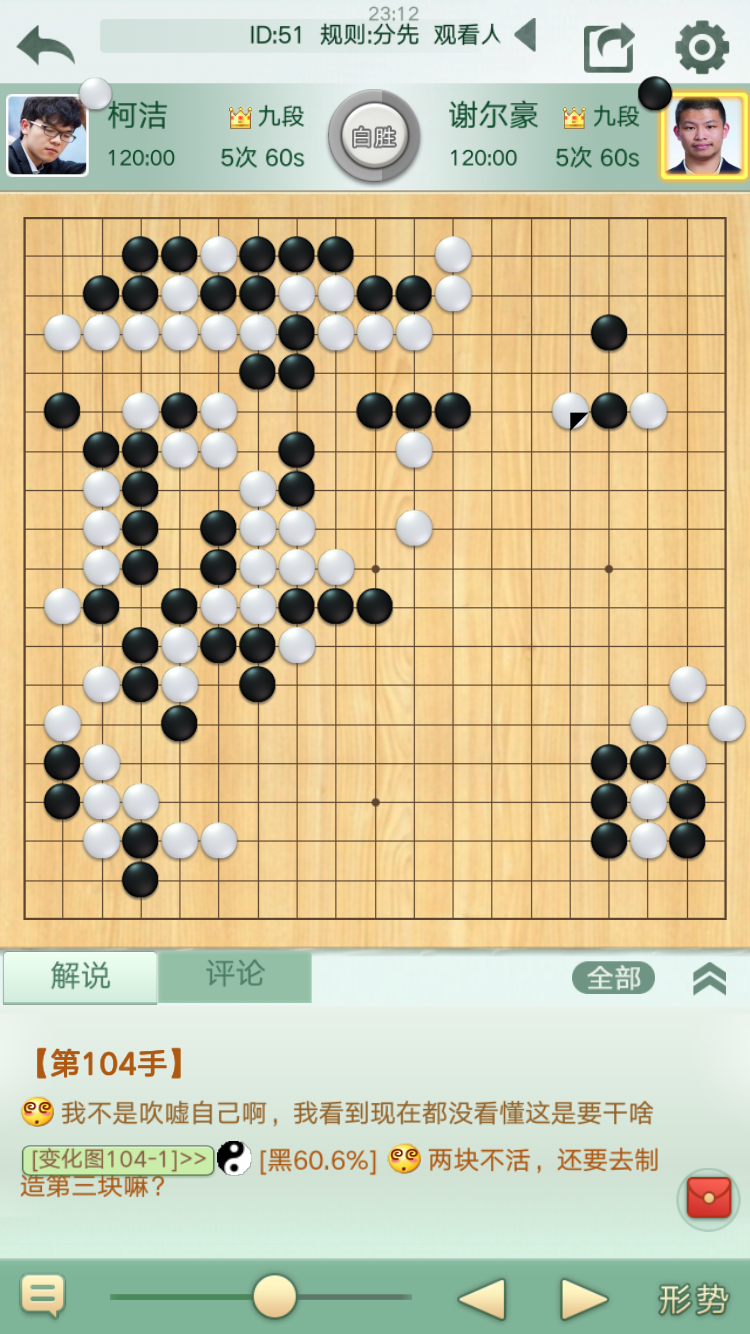 23:12
ID:51 规则:分先 观看人
柯洁 九段
120:00 5次 60s
白胜
谢尔豪 九段
120:00 5次 60s
解说 评论 全部
【第104手】
我不是吹嘘自己啊，我看到现在都没看懂这是要干啥
[变化图104-1]>> [黑60.6%] 两块不活，还要去制
造第三块嘛？
形势